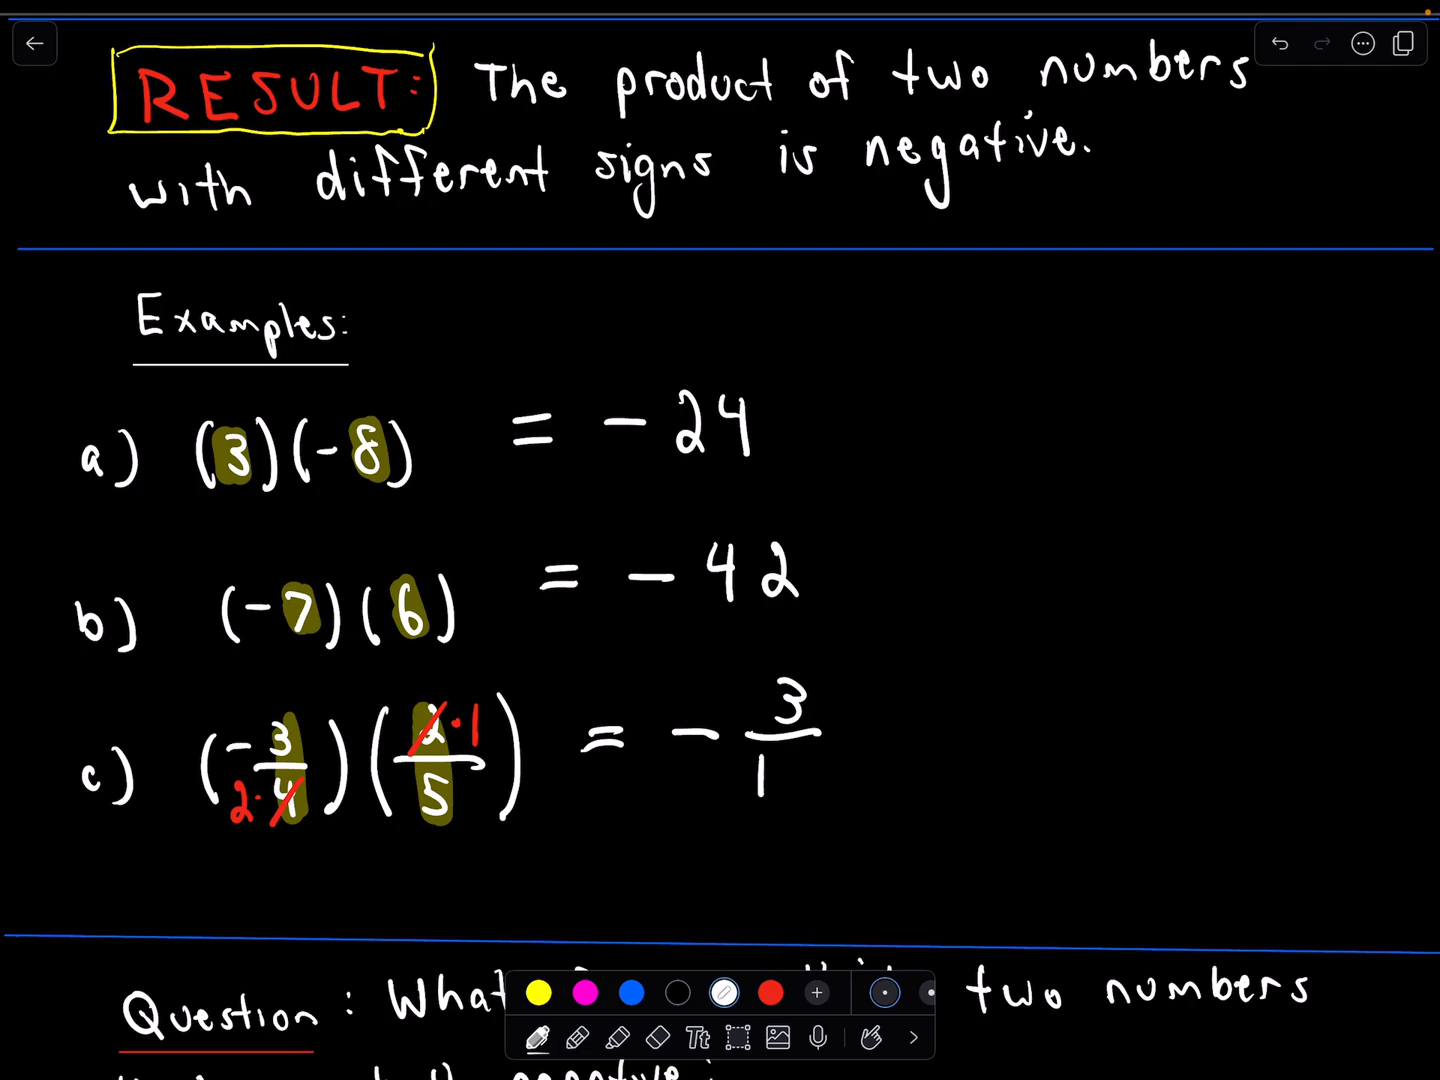 RESULT: The product of two numbers
with different signs is negative.
Examples:
a) (3)(-8) = -24
b) (-7)(6) = -42
c) (-3/4)(2/5) 2· ·1 = -3/1
Question: What two numbers
Tt